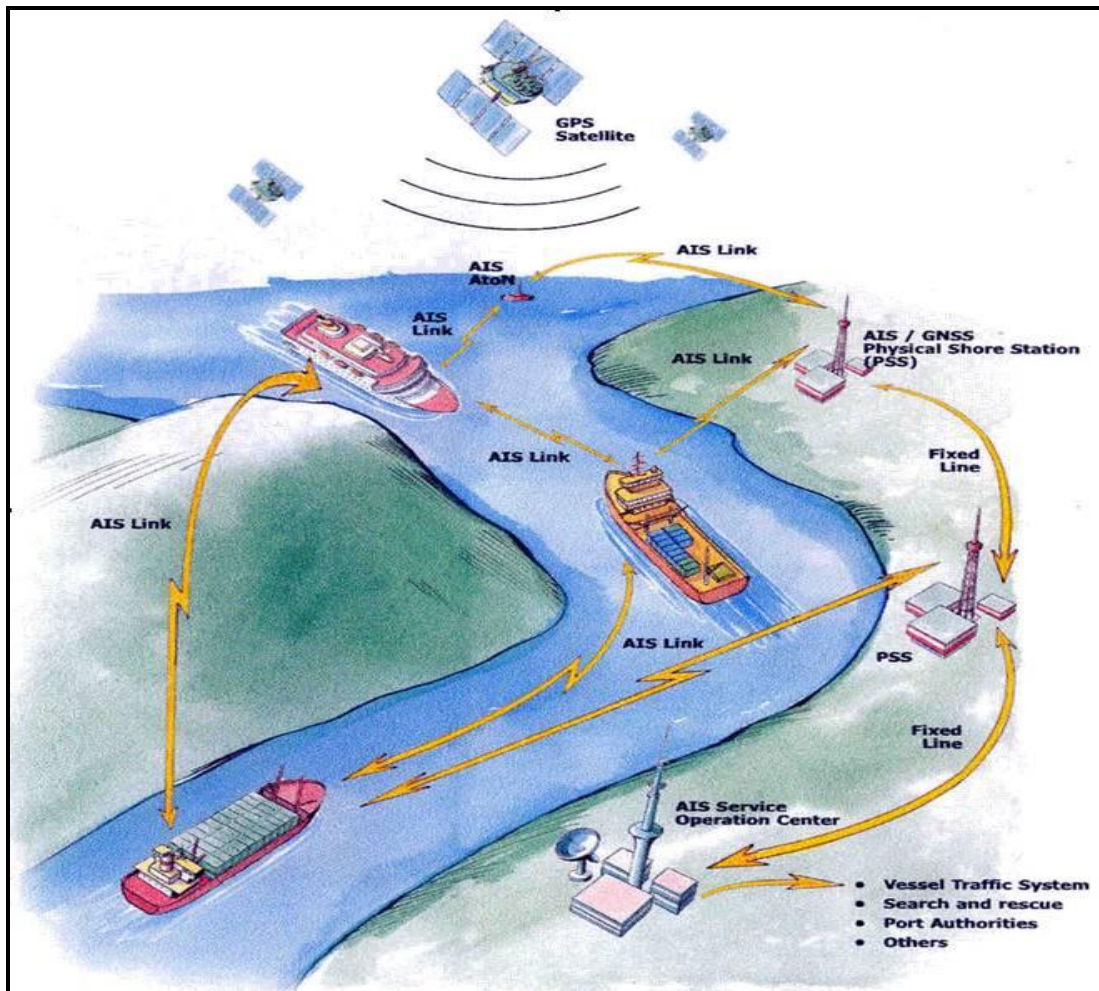 GPS
Satellite
AIS Link
AIS
AtoN
AIS
Link
AIS / GNSS
Physical Shore Station
(PSS)
AIS Link
AIS Link
Fixed
Line
AIS Link
AIS Link
PSS
Fixed
Line
AIS Service
Operation Center
• Vessel Traffic System
• Search and rescue
• Port Authorities
• Others